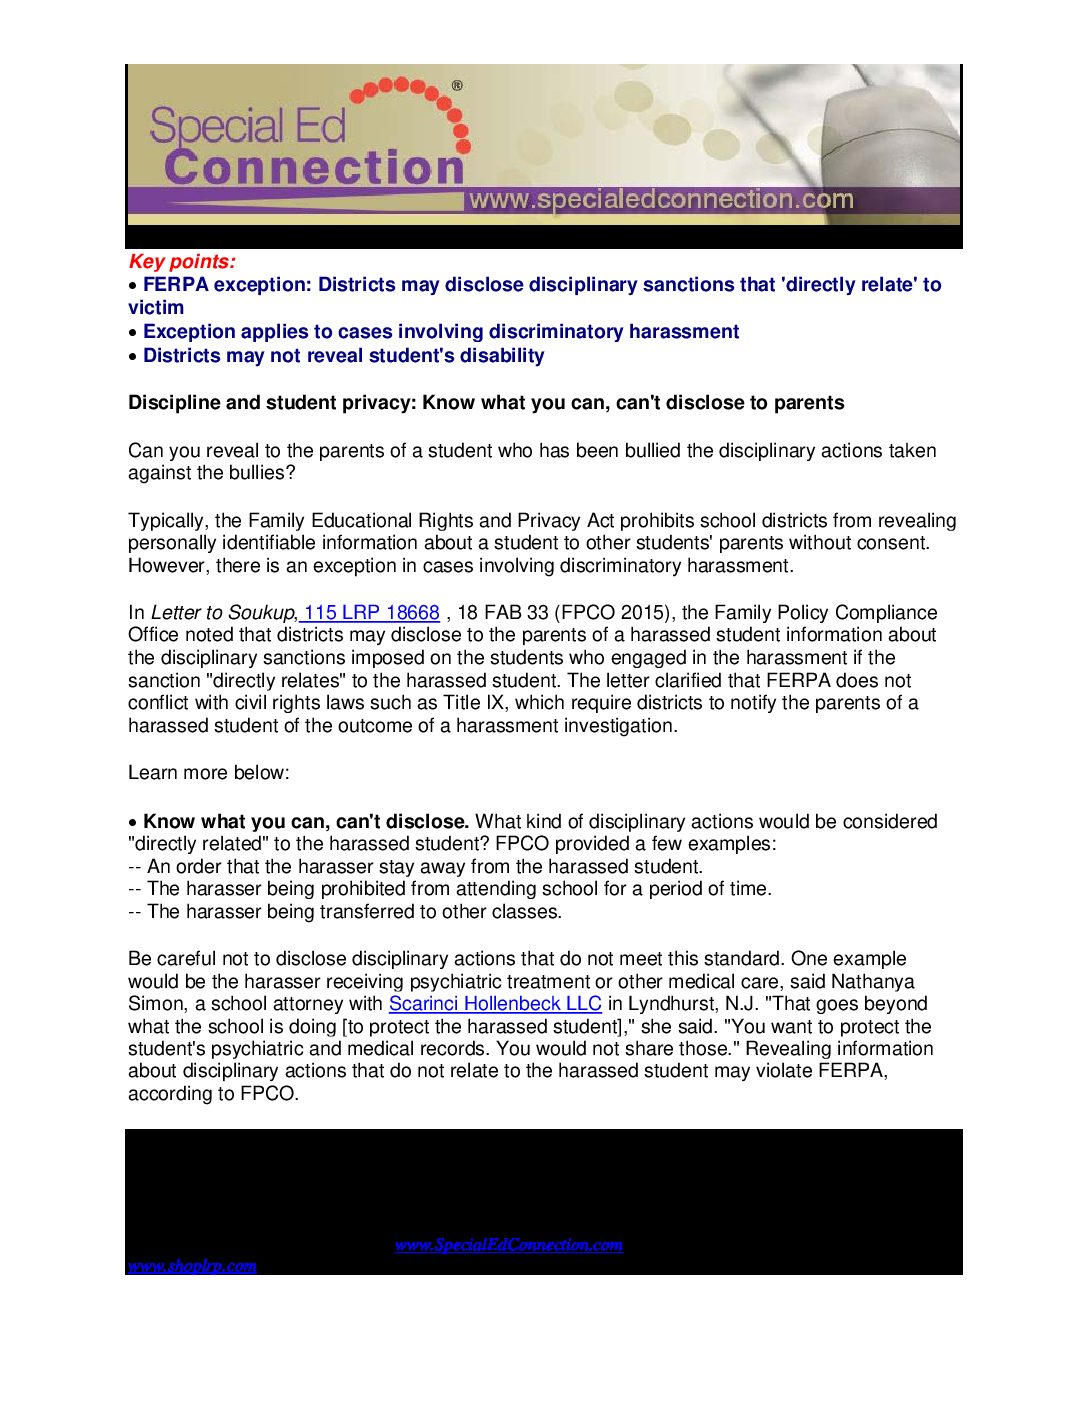 Special Ed
Connection
®
www.specialedconnection.com
Key points:
• FERPA exception: Districts may disclose disciplinary sanctions that 'directly relate' to
victim
• Exception applies to cases involving discriminatory harassment
• Districts may not reveal student's disability
Discipline and student privacy: Know what you can, can't disclose to parents
Can you reveal to the parents of a student who has been bullied the disciplinary actions taken
against the bullies?
Typically, the Family Educational Rights and Privacy Act prohibits school districts from revealing
personally identifiable information about a student to other students' parents without consent.
However, there is an exception in cases involving discriminatory harassment.
In Letter to Soukup, 115 LRP 18668 , 18 FAB 33 (FPCO 2015), the Family Policy Compliance
Office noted that districts may disclose to the parents of a harassed student information about
the disciplinary sanctions imposed on the students who engaged in the harassment if the
sanction "directly relates" to the harassed student. The letter clarified that FERPA does not
conflict with civil rights laws such as Title IX, which require districts to notify the parents of a
harassed student of the outcome of a harassment investigation.
Learn more below:
• Know what you can, can't disclose. What kind of disciplinary actions would be considered
"directly related" to the harassed student? FPCO provided a few examples:
-- An order that the harasser stay away from the harassed student.
-- The harasser being prohibited from attending school for a period of time.
-- The harasser being transferred to other classes.
Be careful not to disclose disciplinary actions that do not meet this standard. One example
would be the harasser receiving psychiatric treatment or other medical care, said Nathanya
Simon, a school attorney with Scarinci Hollenbeck LLC in Lyndhurst, N.J. "That goes beyond
what the school is doing [to protect the harassed student]," she said. "You want to protect the
student's psychiatric and medical records. You would not share those." Revealing information
about disciplinary actions that do not relate to the harassed student may violate FERPA,
according to FPCO.
www.SpecialEdConnection.com
www.shoplrp.com